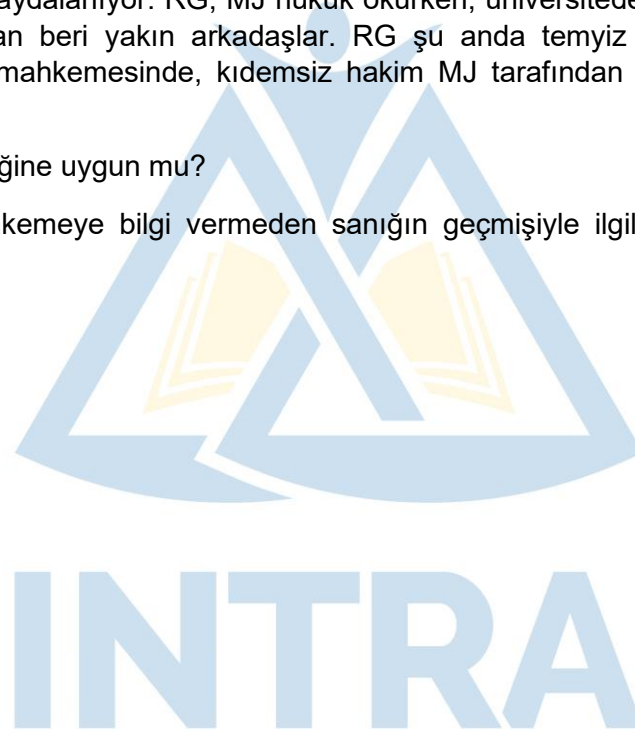 aydalanıyor. RG, MJ hukuk okurken, üniversitede
an beri yakın arkadaşlar. RG şu anda temyiz
mahkemesinde, kıdemsiz hakim MJ tarafından
ğine uygun mu?
kemeye bilgi vermeden sanığın geçmişiyle ilgil
INTRA